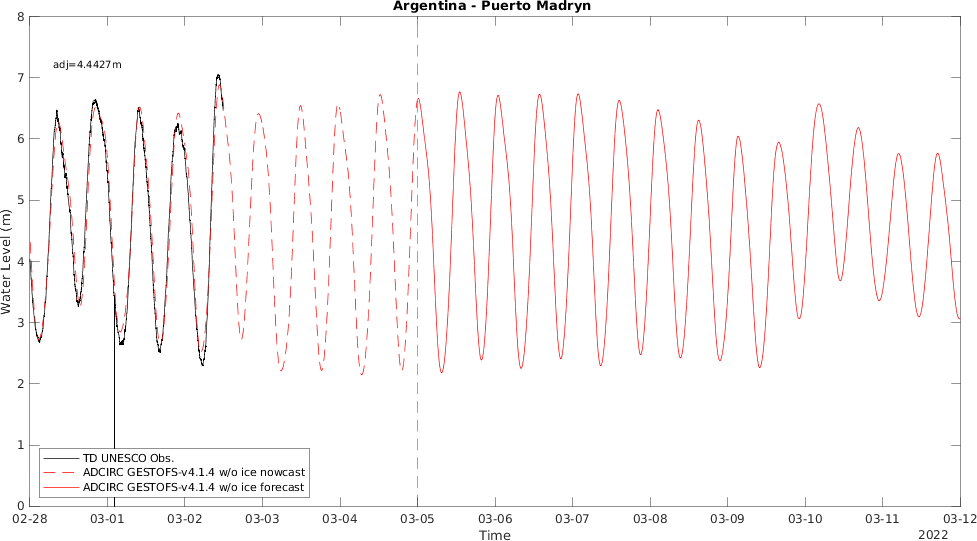 Argentina - Puerto Madryn
8
adj=4.4427m
7
6
5
4
3
2
1
0
Water Level (m)
TD UNESCO Obs.
ADCIRC GESTOFS-v4.1.4 w/o ice nowcast
ADCIRC GESTOFS-v4.1.4 w/o ice forecast
02-28 03-01 03-02 03-03 03-04 03-05 03-06 03-07 03-08 03-09 03-10 03-11 03-12
Time
2022